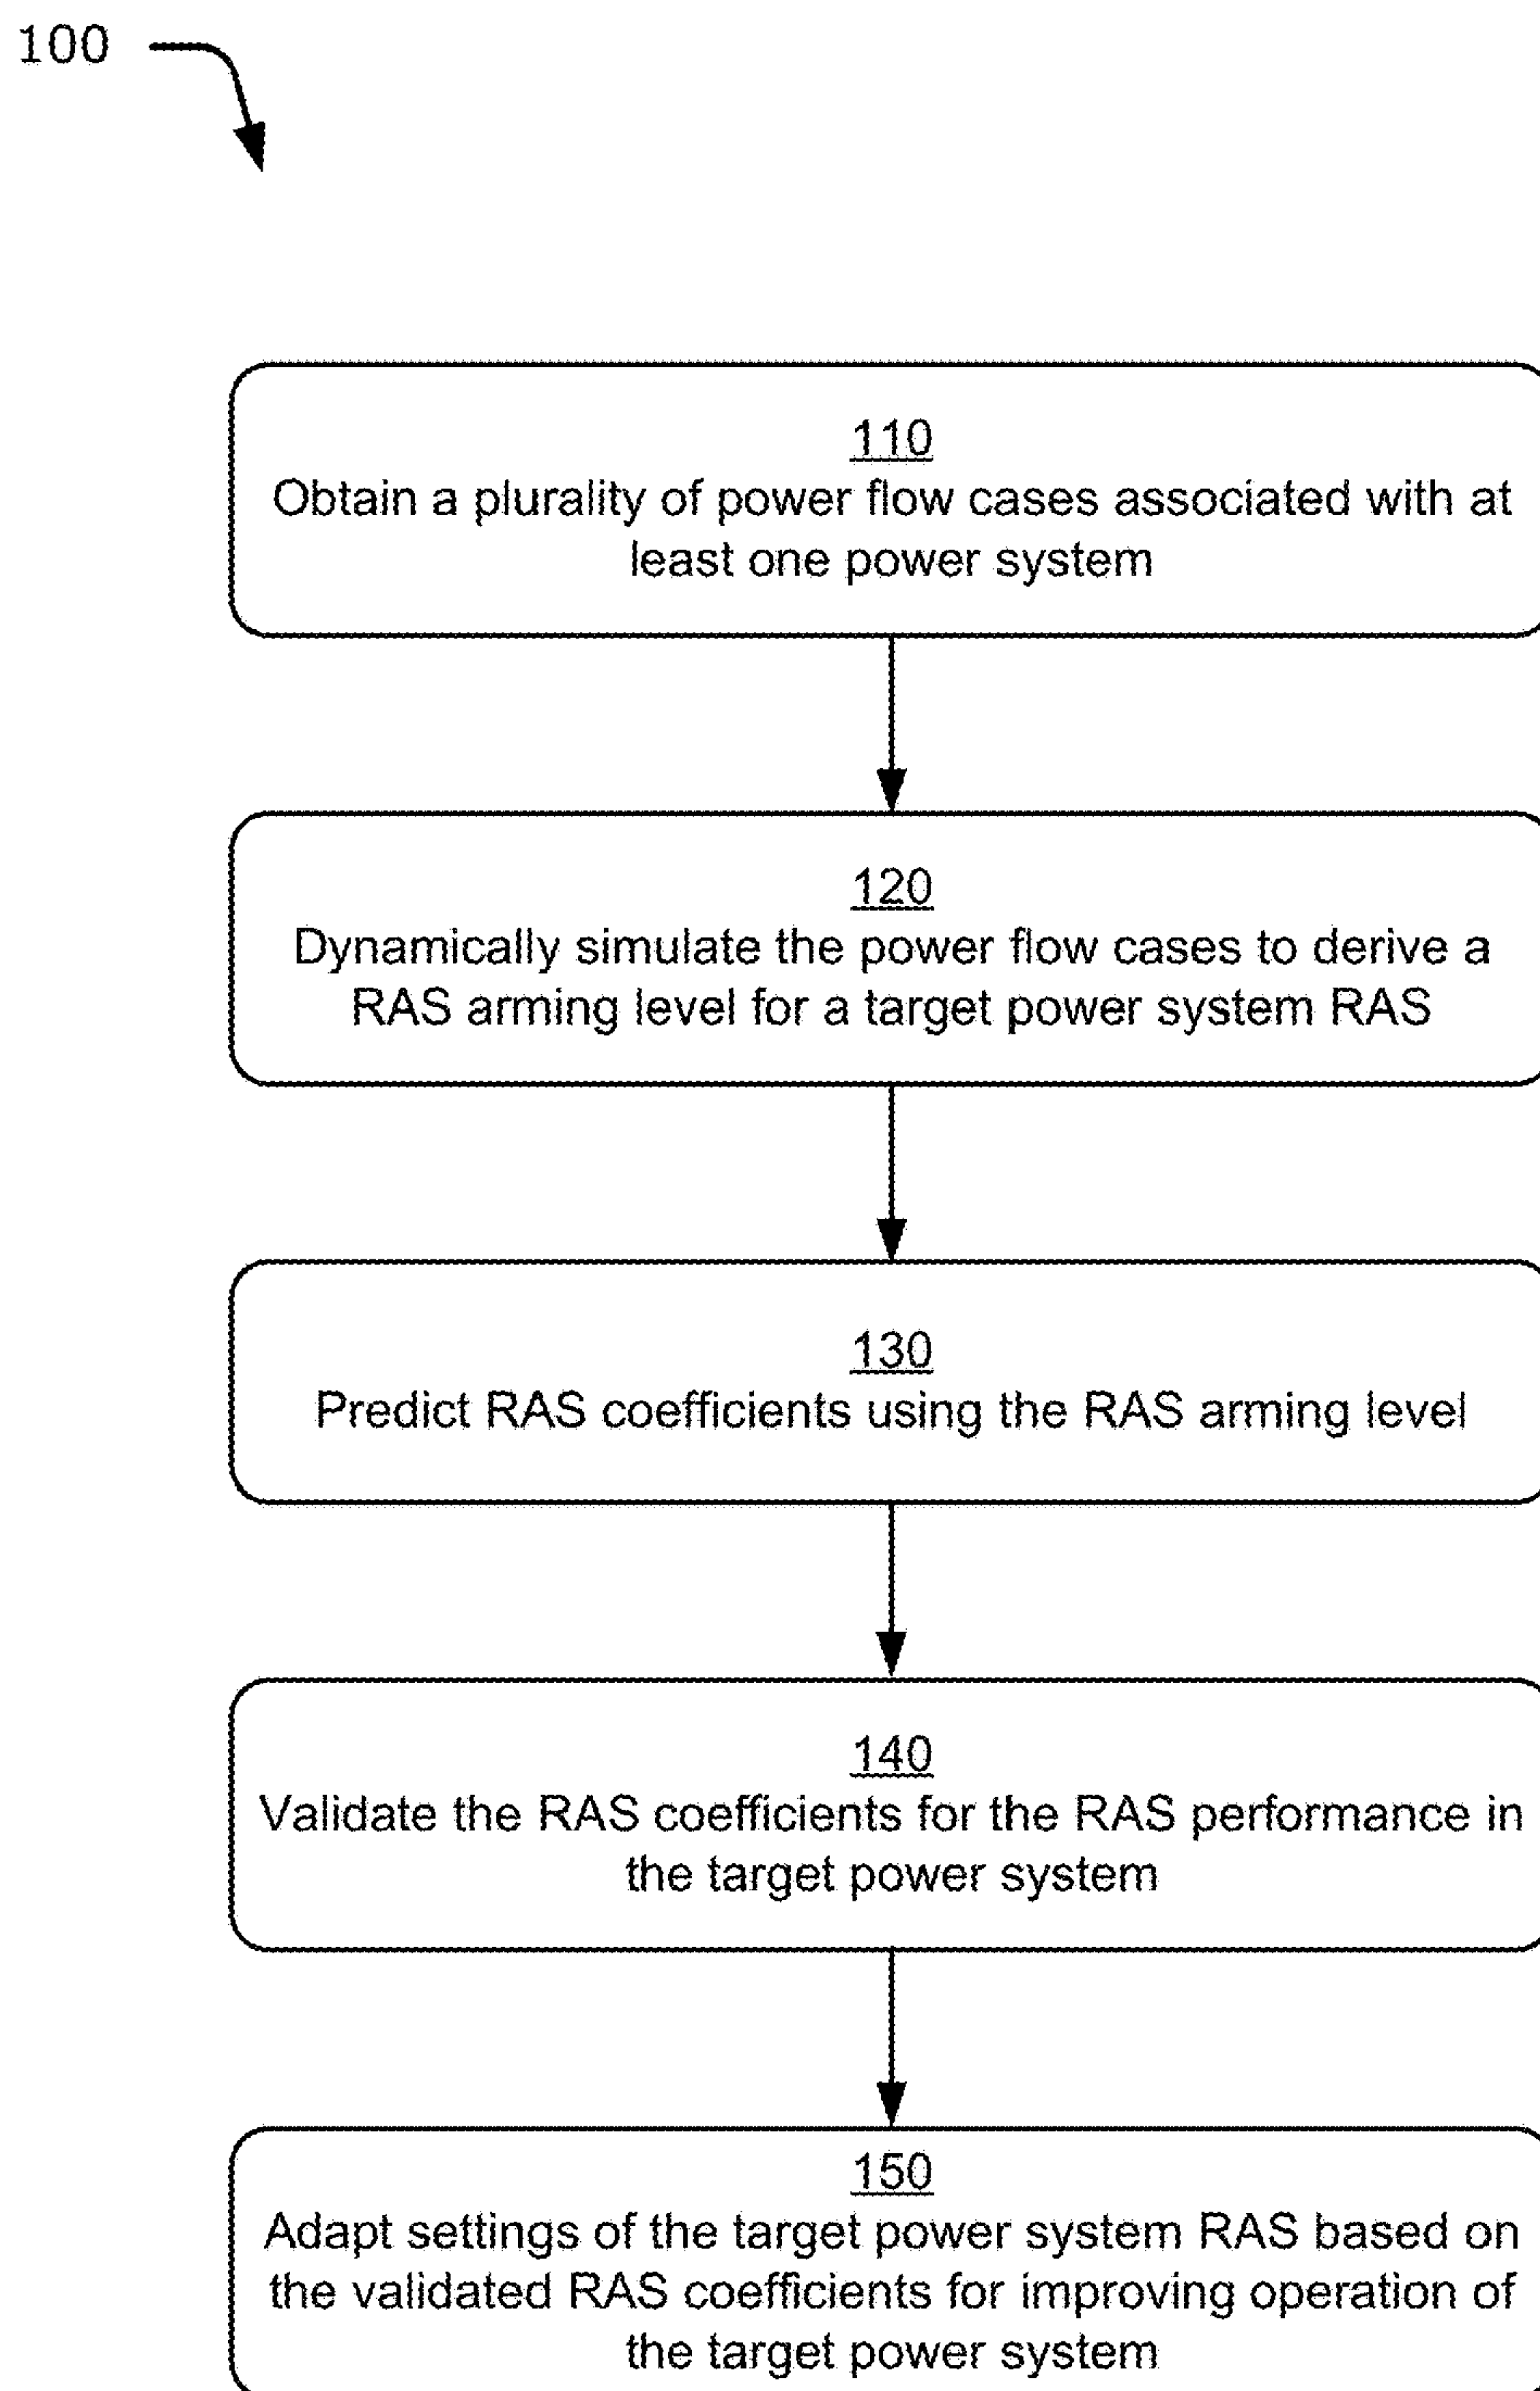 100
110
Obtain a plurality of power flow cases associated with at
least one power system
120
Dynamically simulate the power flow cases to derive a
RAS arming level for a target power system RAS
130
Predict RAS coefficients using the RAS arming level
140
Validate the RAS coefficients for the RAS performance in
the target power system
150
Adapt settings of the target power system RAS based on
the validated RAS coefficients for improving operation of
the target power system